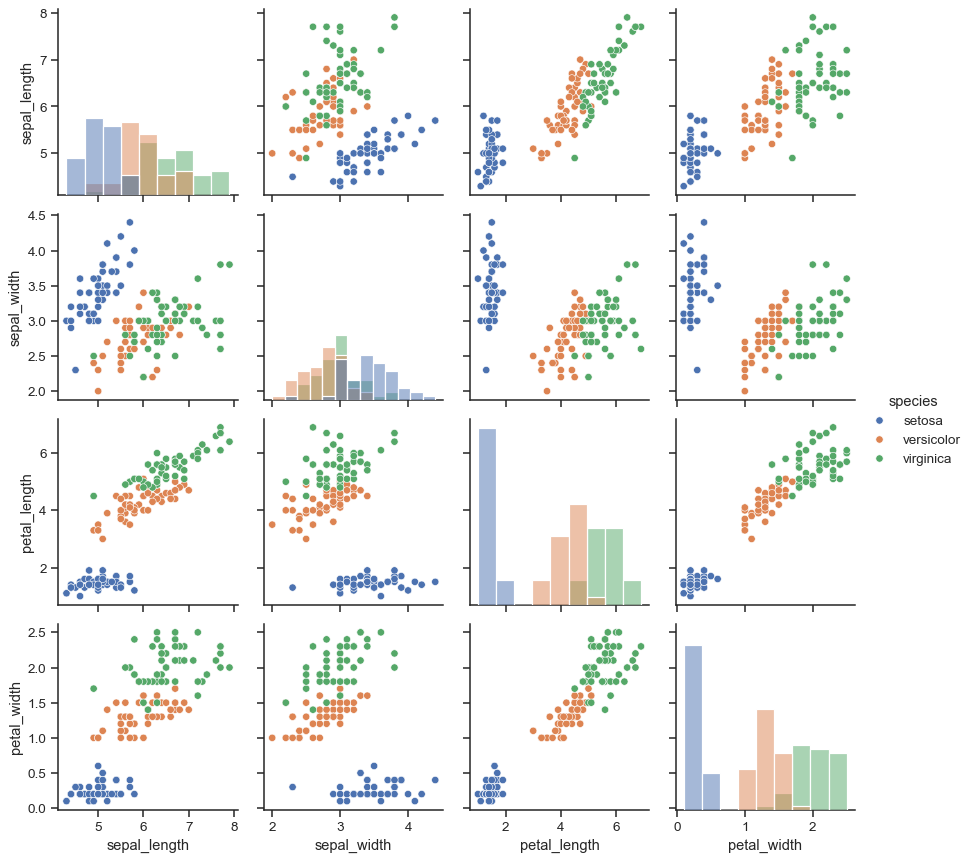 8
7
6
5
sepal_length
4.5
4.0
3.5
3.0
2.5
2.0
sepal_width
species
setosa
versicolor
virginica
6
4
2
petal_length
2.5
2.0
1.5
1.0
0.5
0.0
petal_width
5 6 7 8
2 3 4
2 4 6
0 1 2
sepal_length
sepal_width
petal_length
petal_width